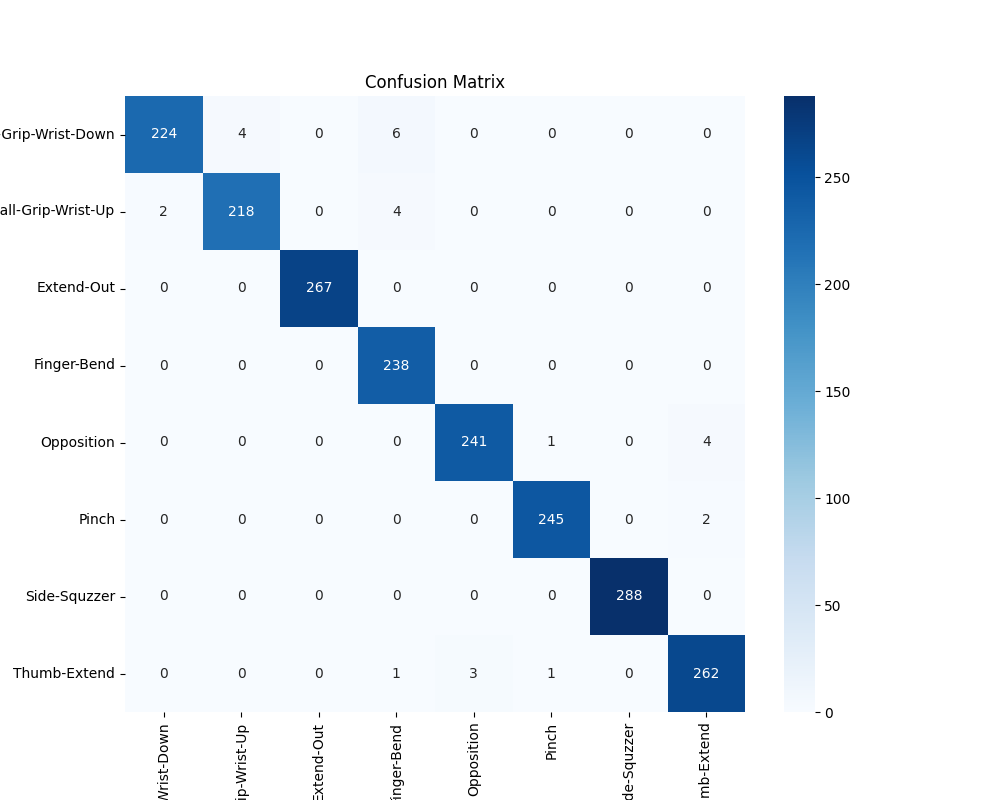 Confusion Matrix
-Grip-Wrist-Down 224 4 0 6 0 0 0 0
all-Grip-Wrist-Up 2 218 0 4 0 0 0 0
Extend-Out 0 0 267 0 0 0 0 0
Finger-Bend 0 0 0 238 0 0 0 0
Opposition 0 0 0 0 241 1 0 4
Pinch 0 0 0 0 0 245 0 2
Side-Squzzer 0 0 0 0 0 0 288 0
Thumb-Extend 0 0 0 1 3 1 0 262
Wrist-Down
ip-Wrist-Up
Extend-Out
inger-Bend
Opposition
Pinch
de-Squzzer
mb-Extend
250
200
150
100
50
0